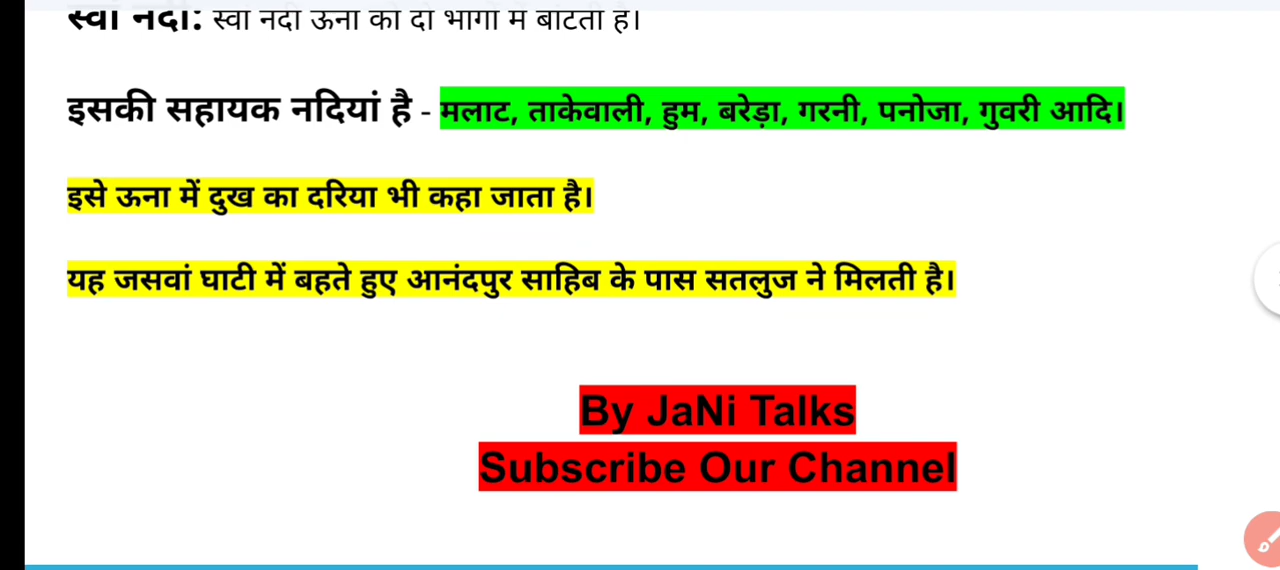 स्वां नदी: स्वां नदी ऊना को दो भागों में बांटती है।
इसकी सहायक नदियां है - मलाट, ताकेवाली, हुम, बरेड़ा, गरनी, पनोजा, गुवरी आदि।
इसे ऊना में दुख का दरिया भी कहा जाता है।
यह जसवां घाटी में बहते हुए आनंदपुर साहिब के पास सतलुज ने मिलती है।
By JaNi Talks
Subscribe Our Channel